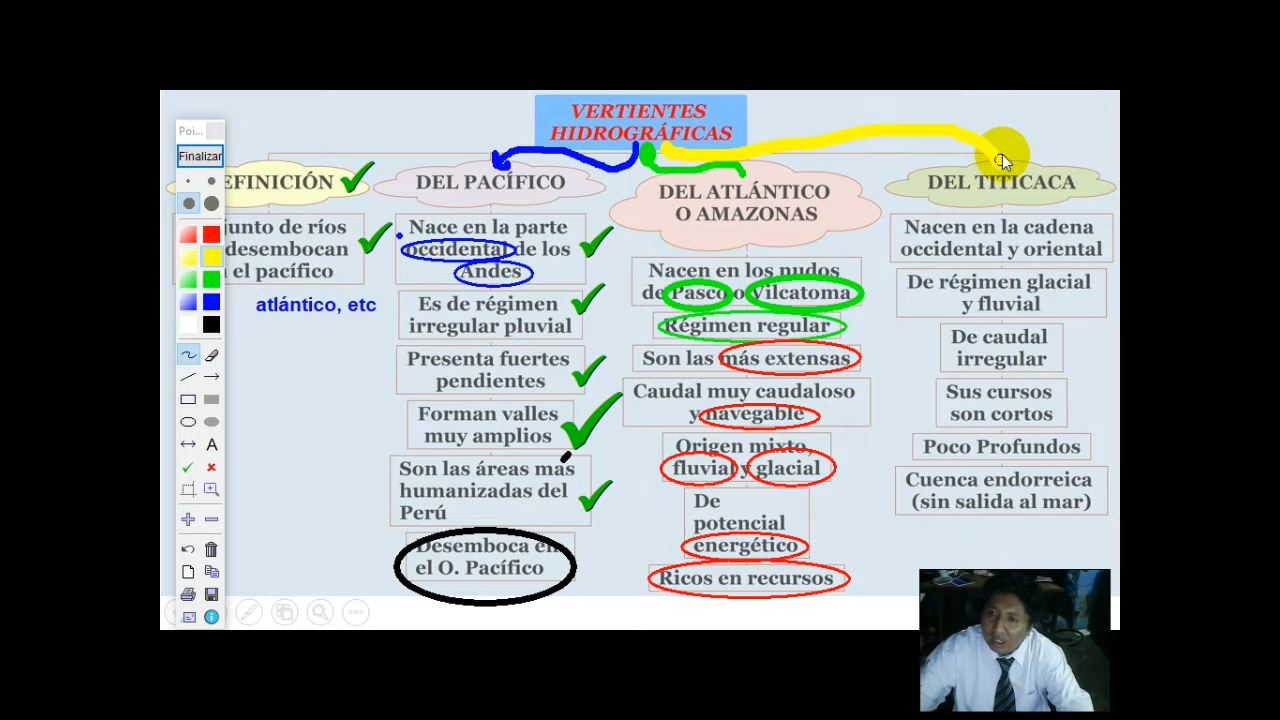 VERTIENTES
HIDROGRÁFICAS
Poi...
Finalizar
EFINICIÓN
junto de ríos
desembocan
el pacífico
atlántico, etc
DEL PACÍFICO
Nace en la parte
occidental de los
Andes
Es de régimen
irregular pluvial
Presenta fuertes
pendientes
Forman valles
muy amplios
Son las áreas mas
humanizadas del
Perú
Desemboca en
el O. Pacífico
DEL ATLÁNTICO
O AMAZONAS
Nacen en los nudos
de Pasco o Vilcatoma
Régimen regular
Son las más extensas
Caudal muy caudaloso
y navegable
Origen mixto,
fluvial y glacial
De
potencial
energético
Ricos en recursos
DEL TITICACA
Nacen en la cadena
occidental y oriental
De régimen glacial
y fluvial
De caudal
irregular
Sus cursos
son cortos
Poco Profundos
Cuenca endorreica
(sin salida al mar)